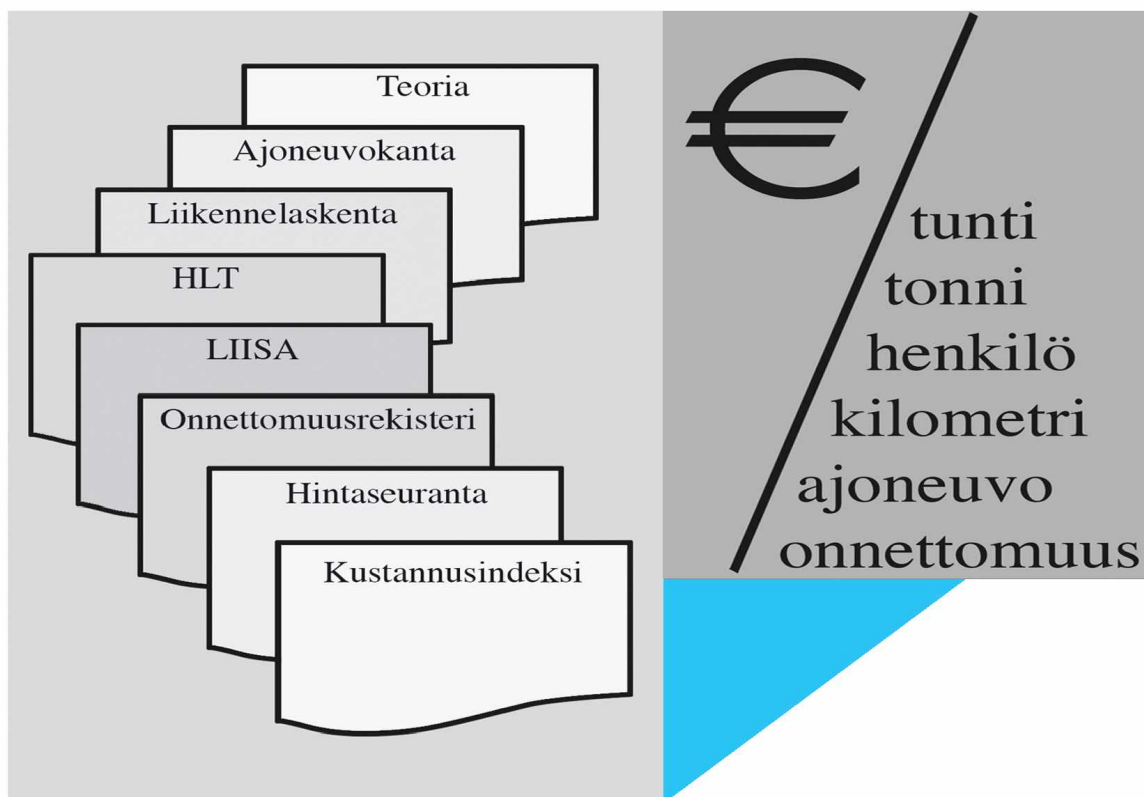 Teoria
Ajoneuvokanta
Liikennelaskenta
HLT
LIISA
Onnettomuusrekisteri
Hintaseuranta
Kustannusindeksi
€
tunti
tonni
henkilö
kilometri
ajoneuvo
onnettomuus